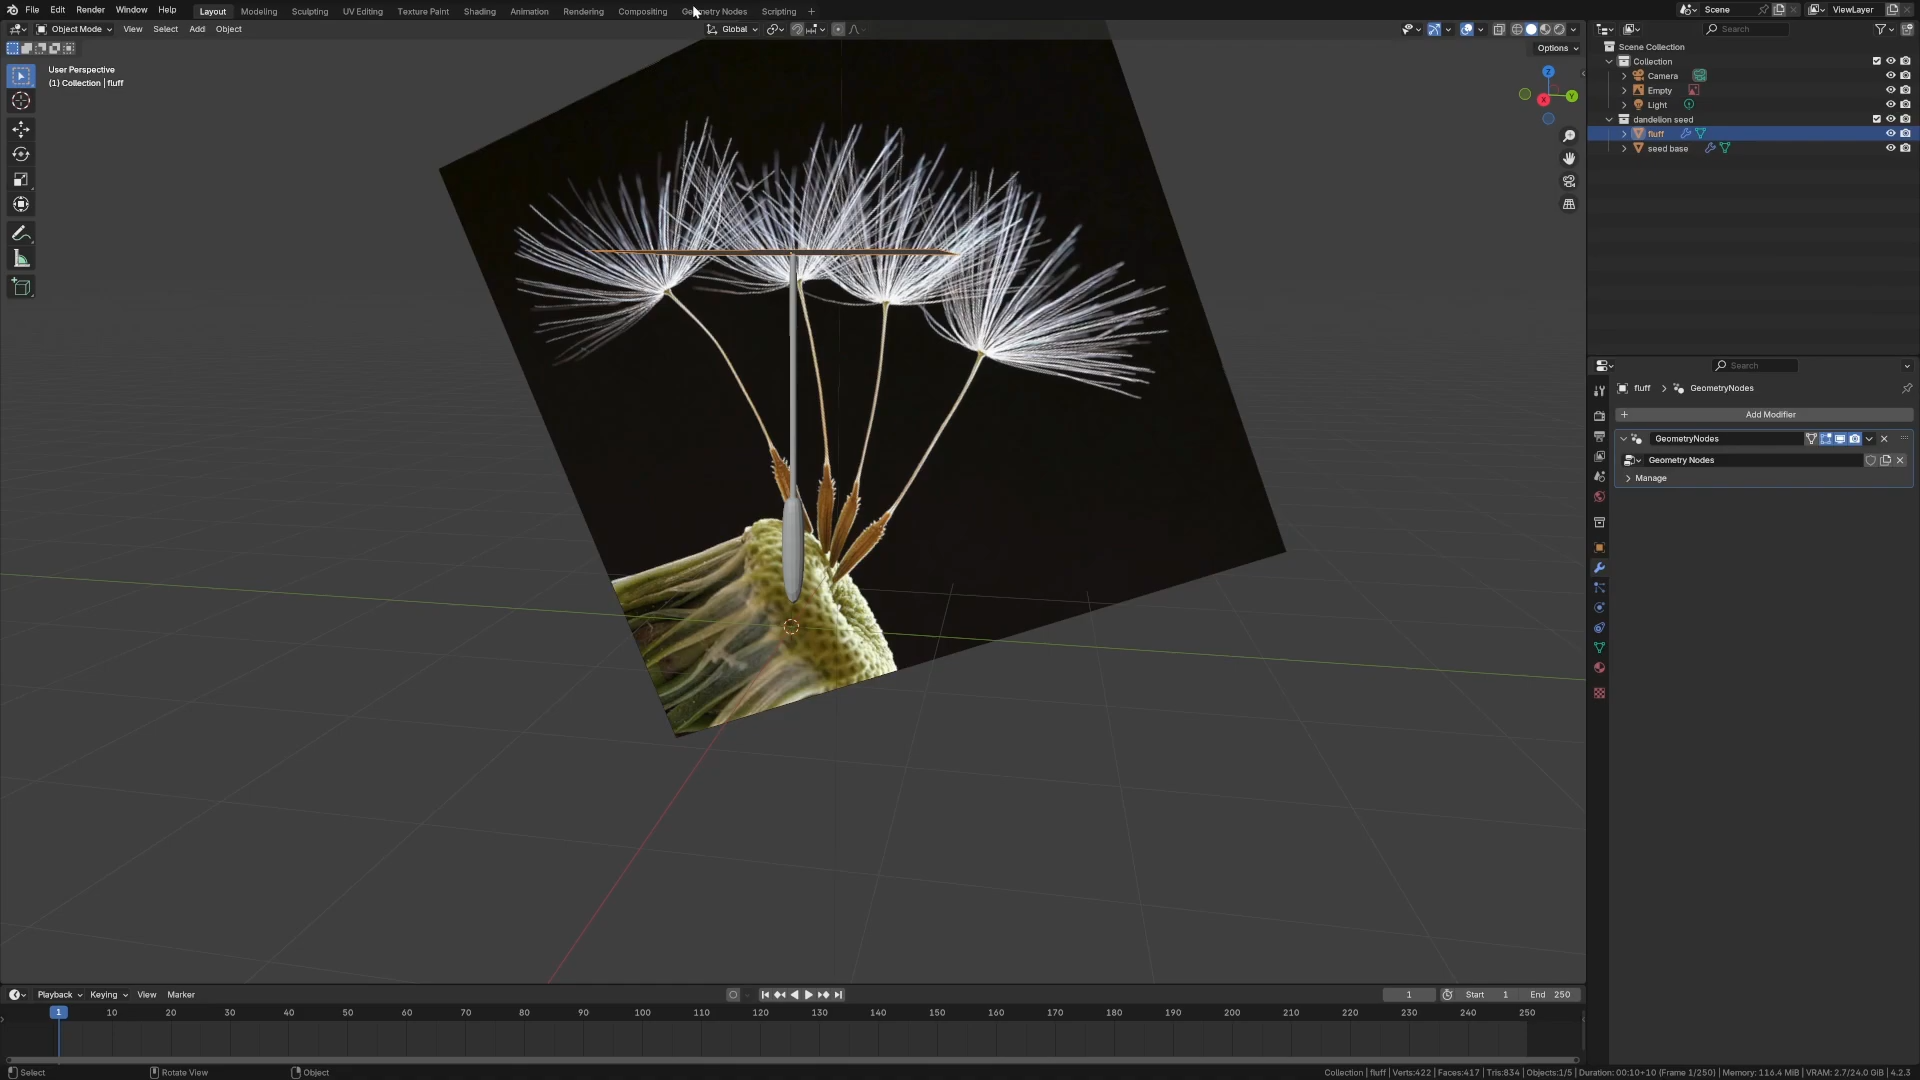 File Edit Render Window Help Layout Modeling Sculpting UV Editing Texture Paint Shading Animation Rendering Compositing Geometry Nodes Scripting + Scene ViewLayer
Object Mode View Select Add Object Global Search
Options
User Perspective
(1) Collection | fluff
Z
Y
X
Scene Collection
Collection
Camera
Empty
Light
dandelion seed
fluff
seed base
Search
fluff > GeometryNodes
+ Add Modifier
GeometryNodes
Geometry Nodes
Manage
Playback Keying View Marker 1 Start 1 End 250
1 10 20 30 40 50 60 70 80 90 100 110 120 130 140 150 160 170 180 190 200 210 220 230 240 250
Select Rotate View Object Collection | fluff | Verts:422 | Faces:417 | Tris:834 | Objects:1/5 | Duration: 00:10+10 (Frame 1/250) | Memory: 116.4 MiB | VRAM: 2.7/24.0 GiB | 4.2.3